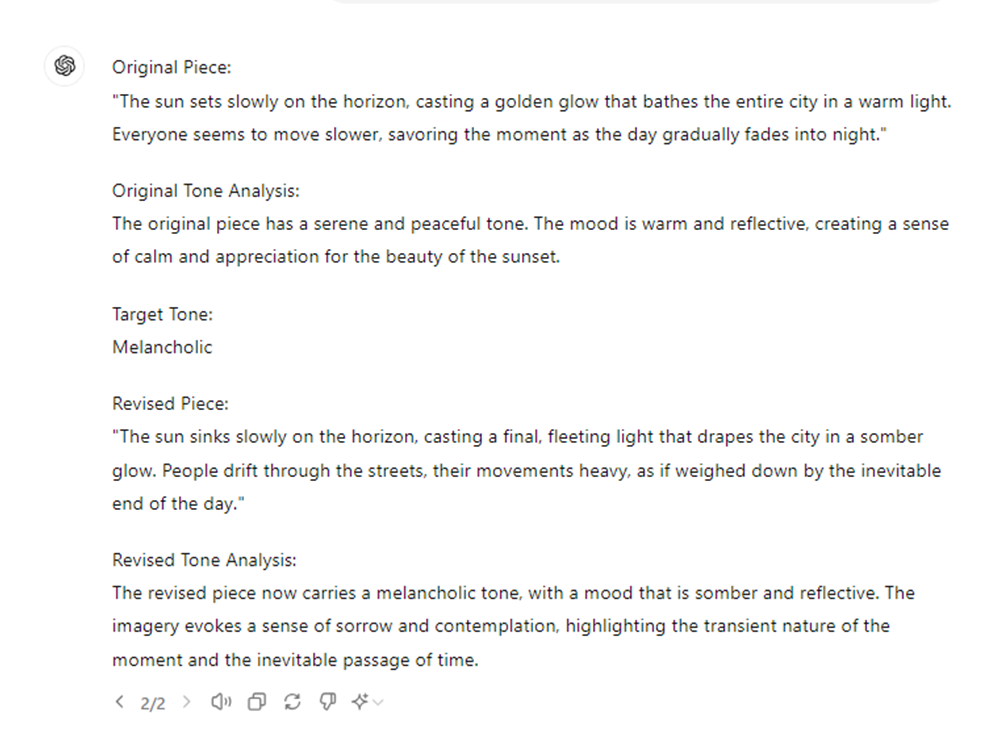 Original Piece:
"The sun sets slowly on the horizon, casting a golden glow that bathes the entire city in a warm light.
Everyone seems to move slower, savoring the moment as the day gradually fades into night."
Original Tone Analysis:
The original piece has a serene and peaceful tone. The mood is warm and reflective, creating a sense
of calm and appreciation for the beauty of the sunset.
Target Tone:
Melancholic
Revised Piece:
"The sun sinks slowly on the horizon, casting a final, fleeting light that drapes the city in a somber
glow. People drift through the streets, their movements heavy, as if weighed down by the inevitable
end of the day."
Revised Tone Analysis:
The revised piece now carries a melancholic tone, with a mood that is somber and reflective. The
imagery evokes a sense of sorrow and contemplation, highlighting the transient nature of the
moment and the inevitable passage of time.
2/2